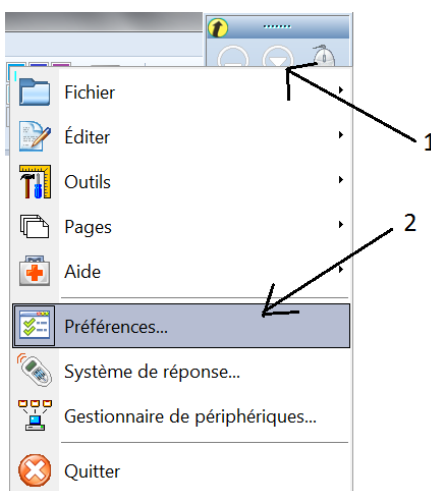 1
Fichier
Éditer
Outils
2
Pages
Aide
Préférences...
Système de réponse...
Gestionnaire de périphériques...
Quitter